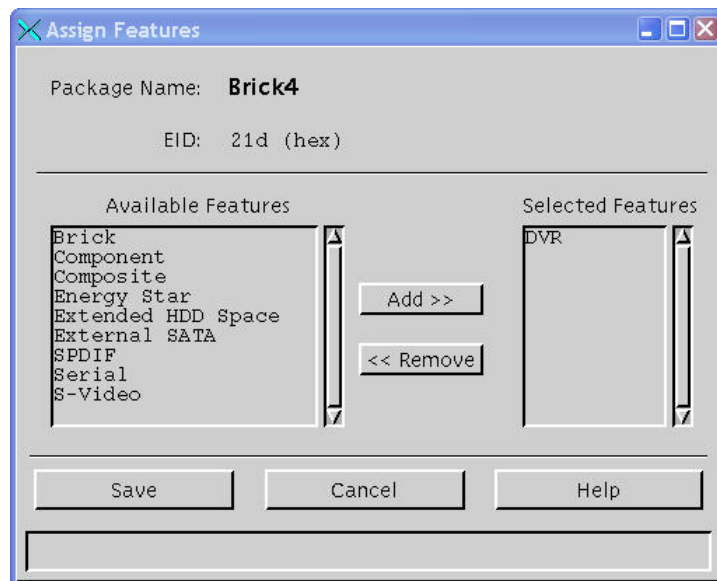 Assign Features
Package Name: Brick4
EID: 21d (hex)
Available Features
Brick
Component
Composite
Energy Star
Extended HDD Space
External SATA
SPDIF
Serial
S-Video
Add >>
<< Remove
Selected Features
DVR
Save Cancel Help